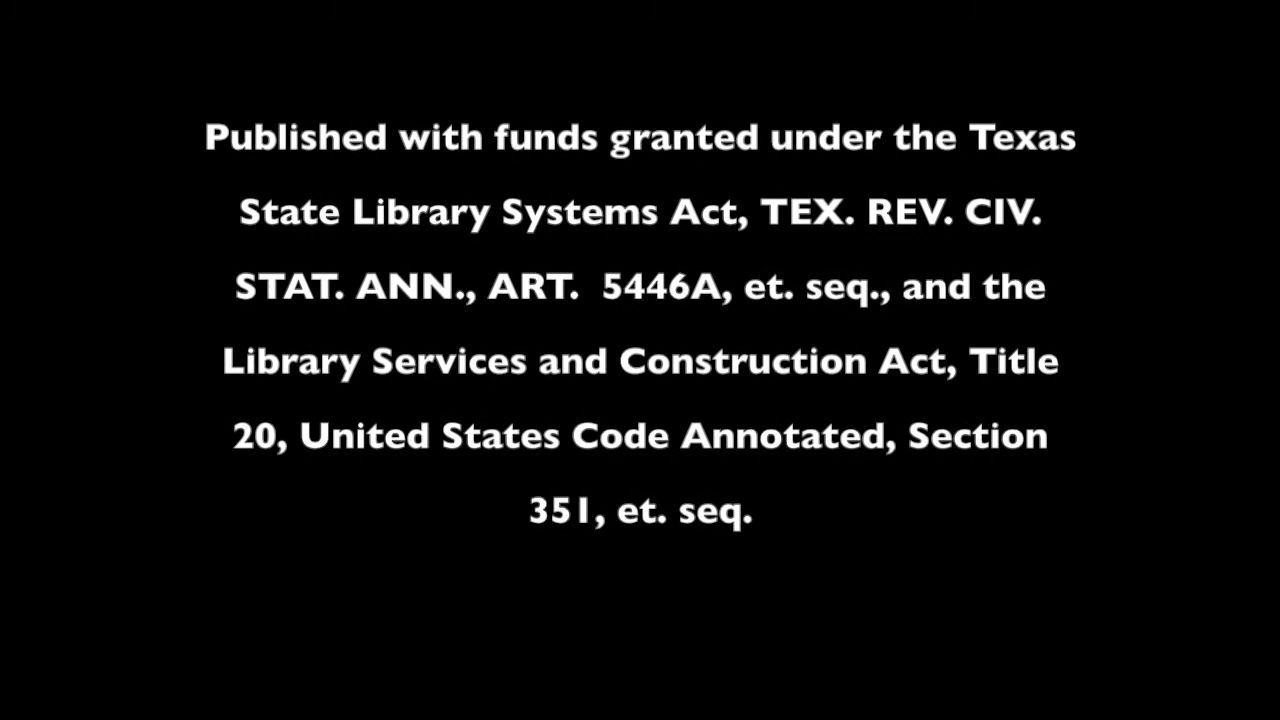 Published with funds granted under the Texas
State Library Systems Act, TEX. REV. CIV.
STAT. ANN., ART.  5446A, et. seq., and the
Library Services and Construction Act, Title
20, United States Code Annotated, Section
351, et. seq.